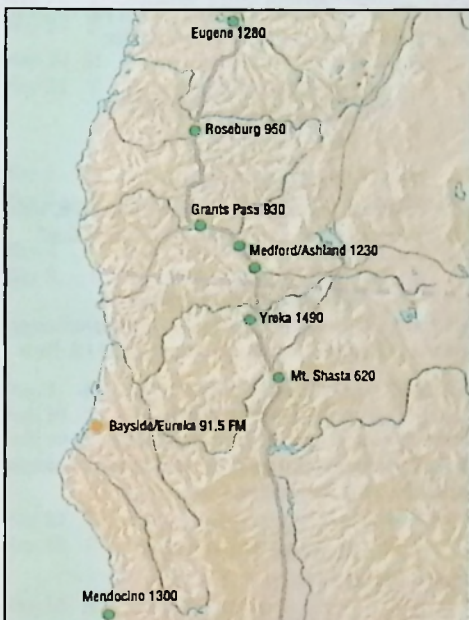 Eugene 1280
Roseburg 950
Grants Pass 930
Medford/Ashland 1230
Yreka 1490
Mt. Shasta 620
Bayside/Eureka 91.5 FM
Mendocino 1300